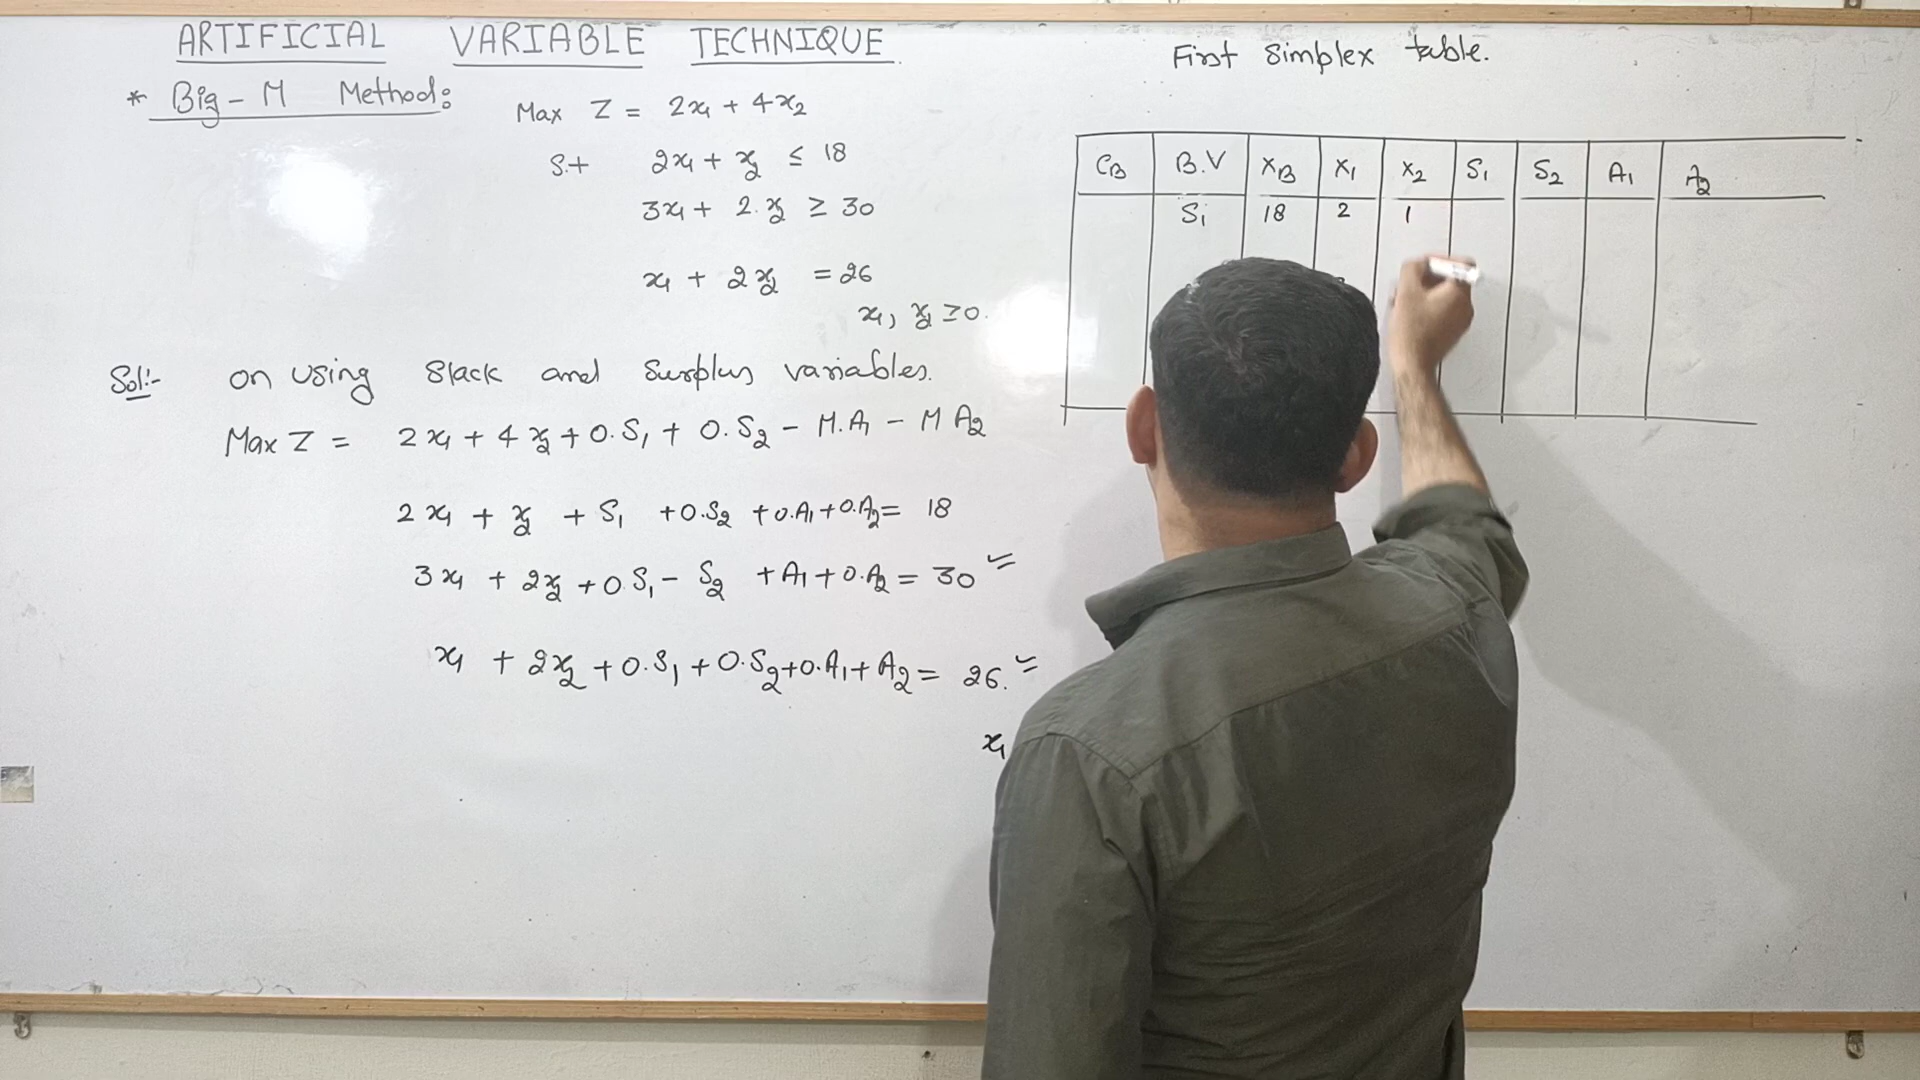 ARTIFICIAL VARIABLE TECHNIQUE.
* Big-M Method:
Max Z = 2x₁ + 4x₂
S.t 2x₁ + x₂ ≤ 18
3x₁ + 2.x₂ ≥ 30
x₁ + 2x₂ = 26
x₁, x₂ ≥0.
Sol:- on using Slack and Surplus variables.
Max Z = 2x₁ + 4x₂ + 0.S₁ + 0.S₂ - M.A₁ - M A₂
2x₁ + x₂ + S₁ +0.S₂ +0.A₁+0.A₂= 18
3x₁ + 2x₂ +0.S₁ - S₂ +A₁+0.A₂ = 30
x₁ + 2x₂ +0.S₁ +0.S₂+0.A₁+A₂ = 26.
x₁
First Simplex table.
CB B.V XB X₁ X₂ S₁ S₂ A₁ A₂
S₁ 18 2 1